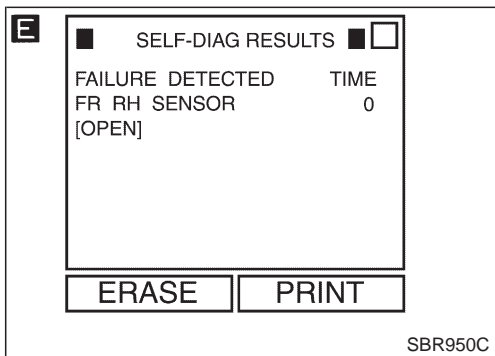 E
SELF-DIAG RESULTS
FAILURE DETECTED TIME
FR RH SENSOR 0
[OPEN]
ERASE PRINT
SBR950C